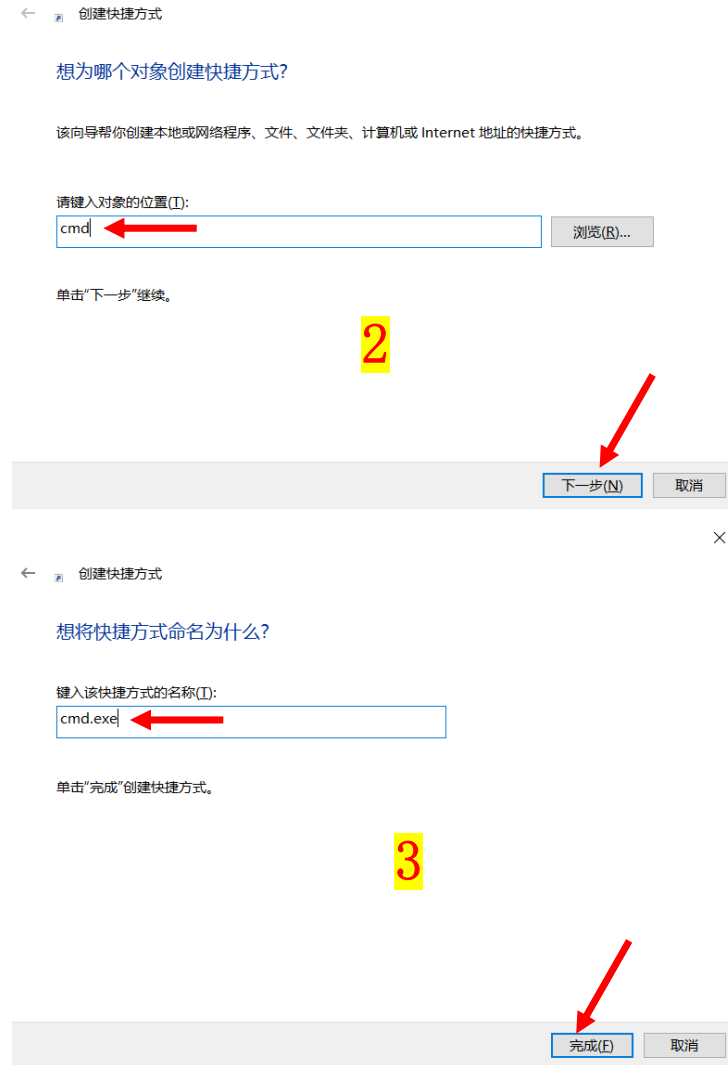 创建快捷方式
想为哪个对象创建快捷方式?
该向导帮你创建本地或网络程序、文件、文件夹、计算机或 Internet 地址的快捷方式。
请键入对象的位置(T):
cmd
浏览(R)...
单击"下一步"继续。
2
下一步(N)
取消
创建快捷方式
想将快捷方式命名为什么?
键入该快捷方式的名称(T):
cmd.exe
单击"完成"创建快捷方式。
3
完成(F)
取消